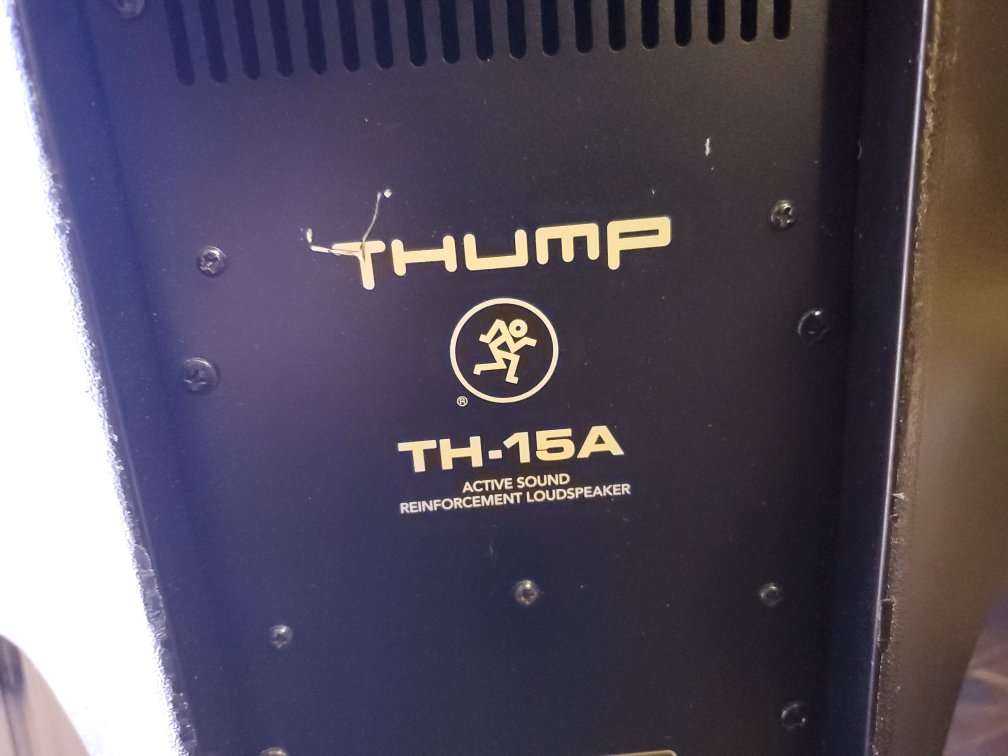 THUMP
®
TH-15A
ACTIVE SOUND
REINFORCEMENT LOUDSPEAKER